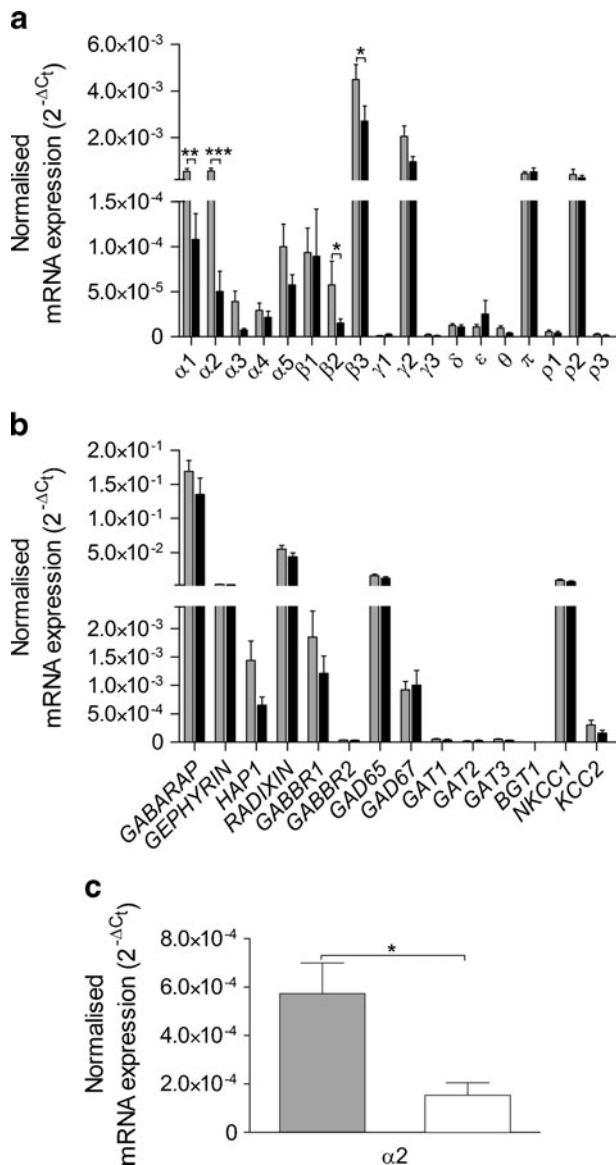 a
Normalised
mRNA expression (2^-ΔCt)
6.0×10^-3
4.0×10^-3
2.0×10^-3
1.5×10^-4
1.0×10^-4
5.0×10^-5
0
** *** * *
α1 α2 α3 α4 α5 β1 β2 β3 γ1 γ2 γ3 δ ε θ π ρ1 ρ2 ρ3
b
Normalised
mRNA expression (2^-ΔCt)
2.0×10^-1
1.5×10^-1
1.0×10^-1
5.0×10^-2
2.0×10^-3
1.5×10^-3
1.0×10^-3
5.0×10^-4
0
GABARAP GEPHYRIN HAP1 RADIXIN GABBR1 GABBR2 GAD65 GAD67 GAT1 GAT2 GAT3 BGT1 NKCC1 KCC2
c
Normalised
mRNA expression (2^-ΔCt)
8.0×10^-4
6.0×10^-4
4.0×10^-4
2.0×10^-4
0
*
α2